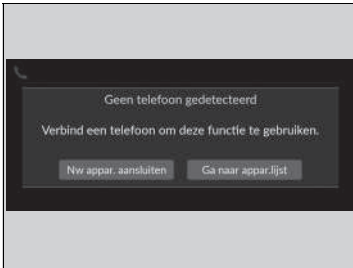 Geen telefoon gedetecteerd
Verbind een telefoon om deze functie te gebruiken.
Nw appar. aansluiten
Ga naar appar.lijst